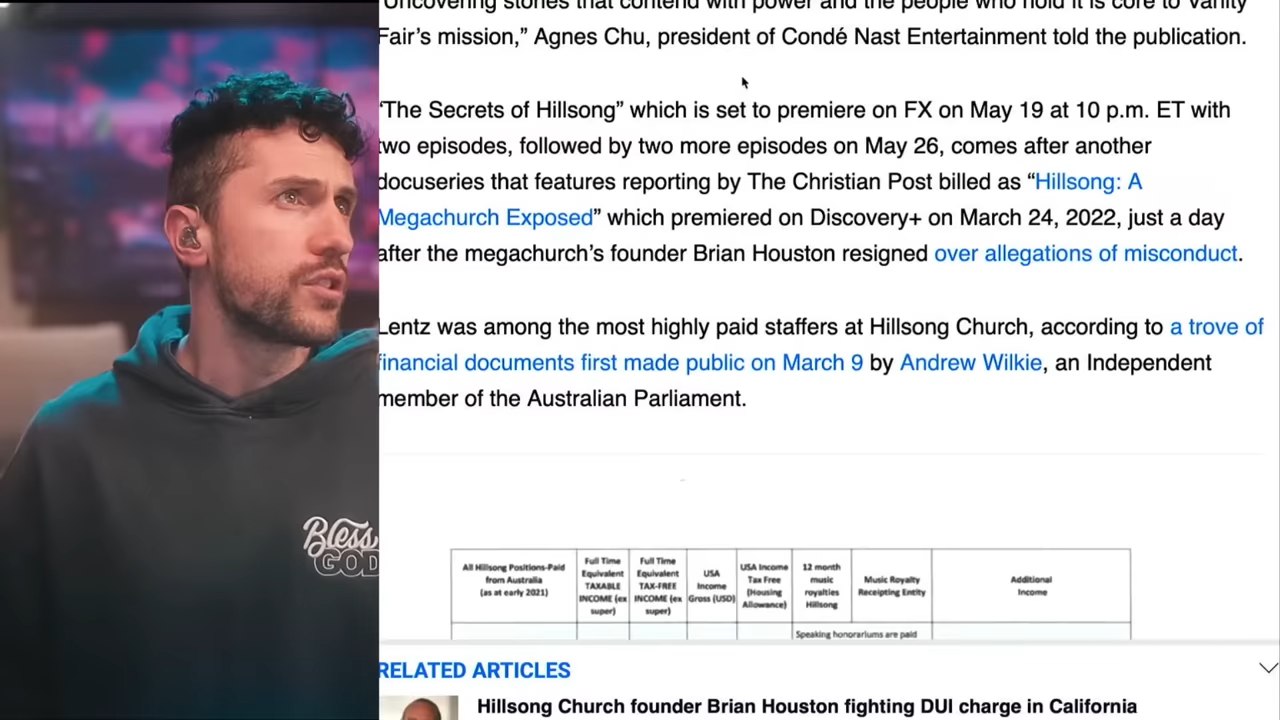 "Uncovering stories that contend with power and the people who hold it is core to Vanity
Fair's mission," Agnes Chu, president of Condé Nast Entertainment told the publication.
"The Secrets of Hillsong" which is set to premiere on FX on May 19 at 10 p.m. ET with
two episodes, followed by two more episodes on May 26, comes after another
docuseries that features reporting by The Christian Post billed as "Hillsong: A
Megachurch Exposed" which premiered on Discovery+ on March 24, 2022, just a day
after the megachurch's founder Brian Houston resigned over allegations of misconduct.
Lentz was among the most highly paid staffers at Hillsong Church, according to a trove of
financial documents first made public on March 9 by Andrew Wilkie, an Independent
member of the Australian Parliament.
Bless
GOD
All Hillsong Positions-Paid
from Australia
(as at early 2021)
Full Time
Equivalent
TAXABLE
INCOME (ex
super)
Full Time
Equivalent
TAX-FREE
INCOME (ex
super)
USA
Income
Gross (USD)
USA Income
Tax Free
(Housing
Allowance)
12 month
music
royalties
Hillsong
Music Royalty
Receipting Entity
Additional
Income
Speaking honorariums are paid
RELATED ARTICLES
Hillsong Church founder Brian Houston fighting DUI charge in California